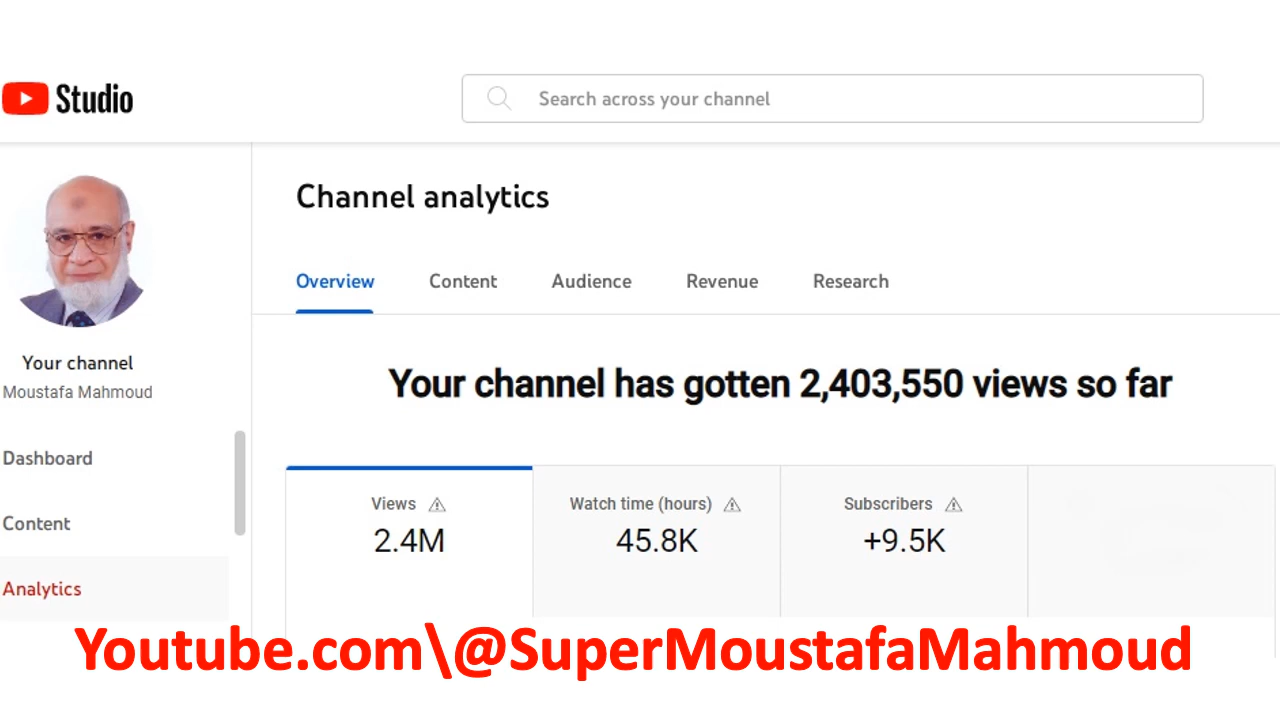 Studio
Search across your channel
Channel analytics
Overview Content Audience Revenue Research
Your channel
Moustafa Mahmoud
Dashboard
Content
Analytics
Your channel has gotten 2,403,550 views so far
Views Watch time (hours) Subscribers
2.4M 45.8K +9.5K
Youtube.com\@SuperMoustafaMahmoud